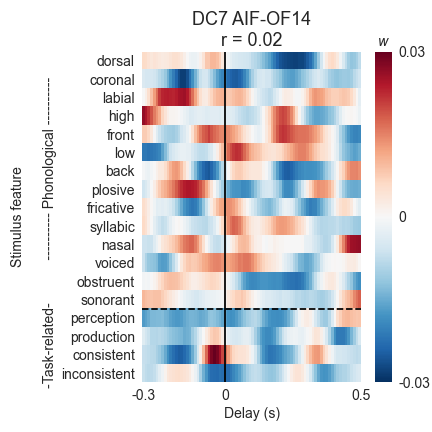 DC7 AIF-OF14
r = 0.02
w
0.03
0
-0.03
Stimulus feature
---------- Phonological ----------
-Task-related-
dorsal
coronal
labial
high
front
low
back
plosive
fricative
syllabic
nasal
voiced
obstruent
sonorant
perception
production
consistent
inconsistent
-0.3
0
0.5
Delay (s)